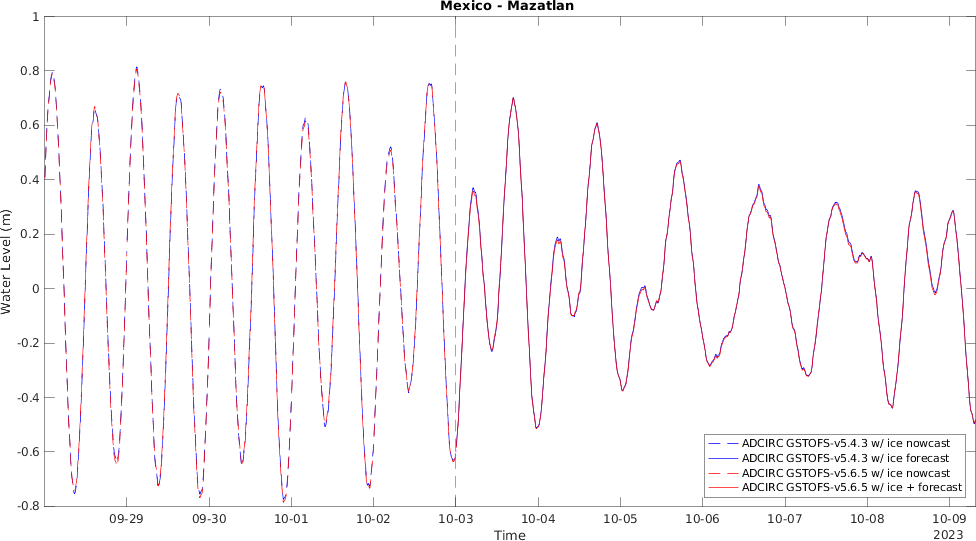 Mexico - Mazatlan
Water Level (m)
1
0.8
0.6
0.4
0.2
0
-0.2
-0.4
-0.6
-0.8
ADCIRC GSTOFS-v5.4.3 w/ ice nowcast
ADCIRC GSTOFS-v5.4.3 w/ ice forecast
ADCIRC GSTOFS-v5.6.5 w/ ice nowcast
ADCIRC GSTOFS-v5.6.5 w/ ice + forecast
09-29 09-30 10-01 10-02 10-03 10-04 10-05 10-06 10-07 10-08 10-09
Time
2023